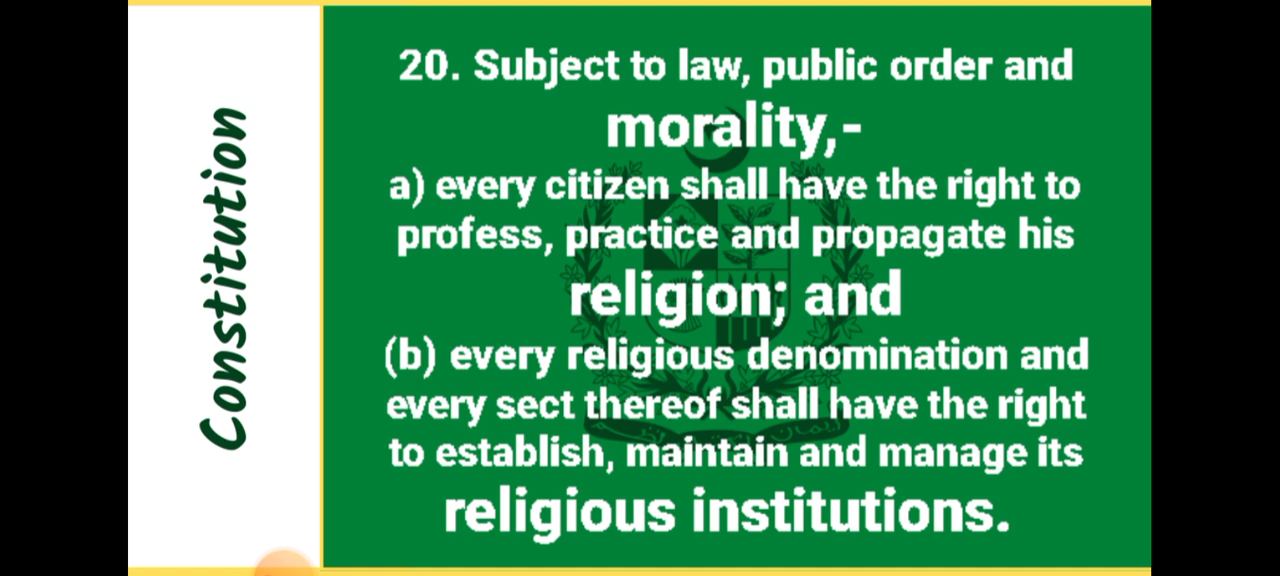 Constitution
20. Subject to law, public order and
morality,-
a) every citizen shall have the right to
profess, practice and propagate his
religion; and
(b) every religious denomination and
every sect thereof shall have the right
to establish, maintain and manage its
religious institutions.